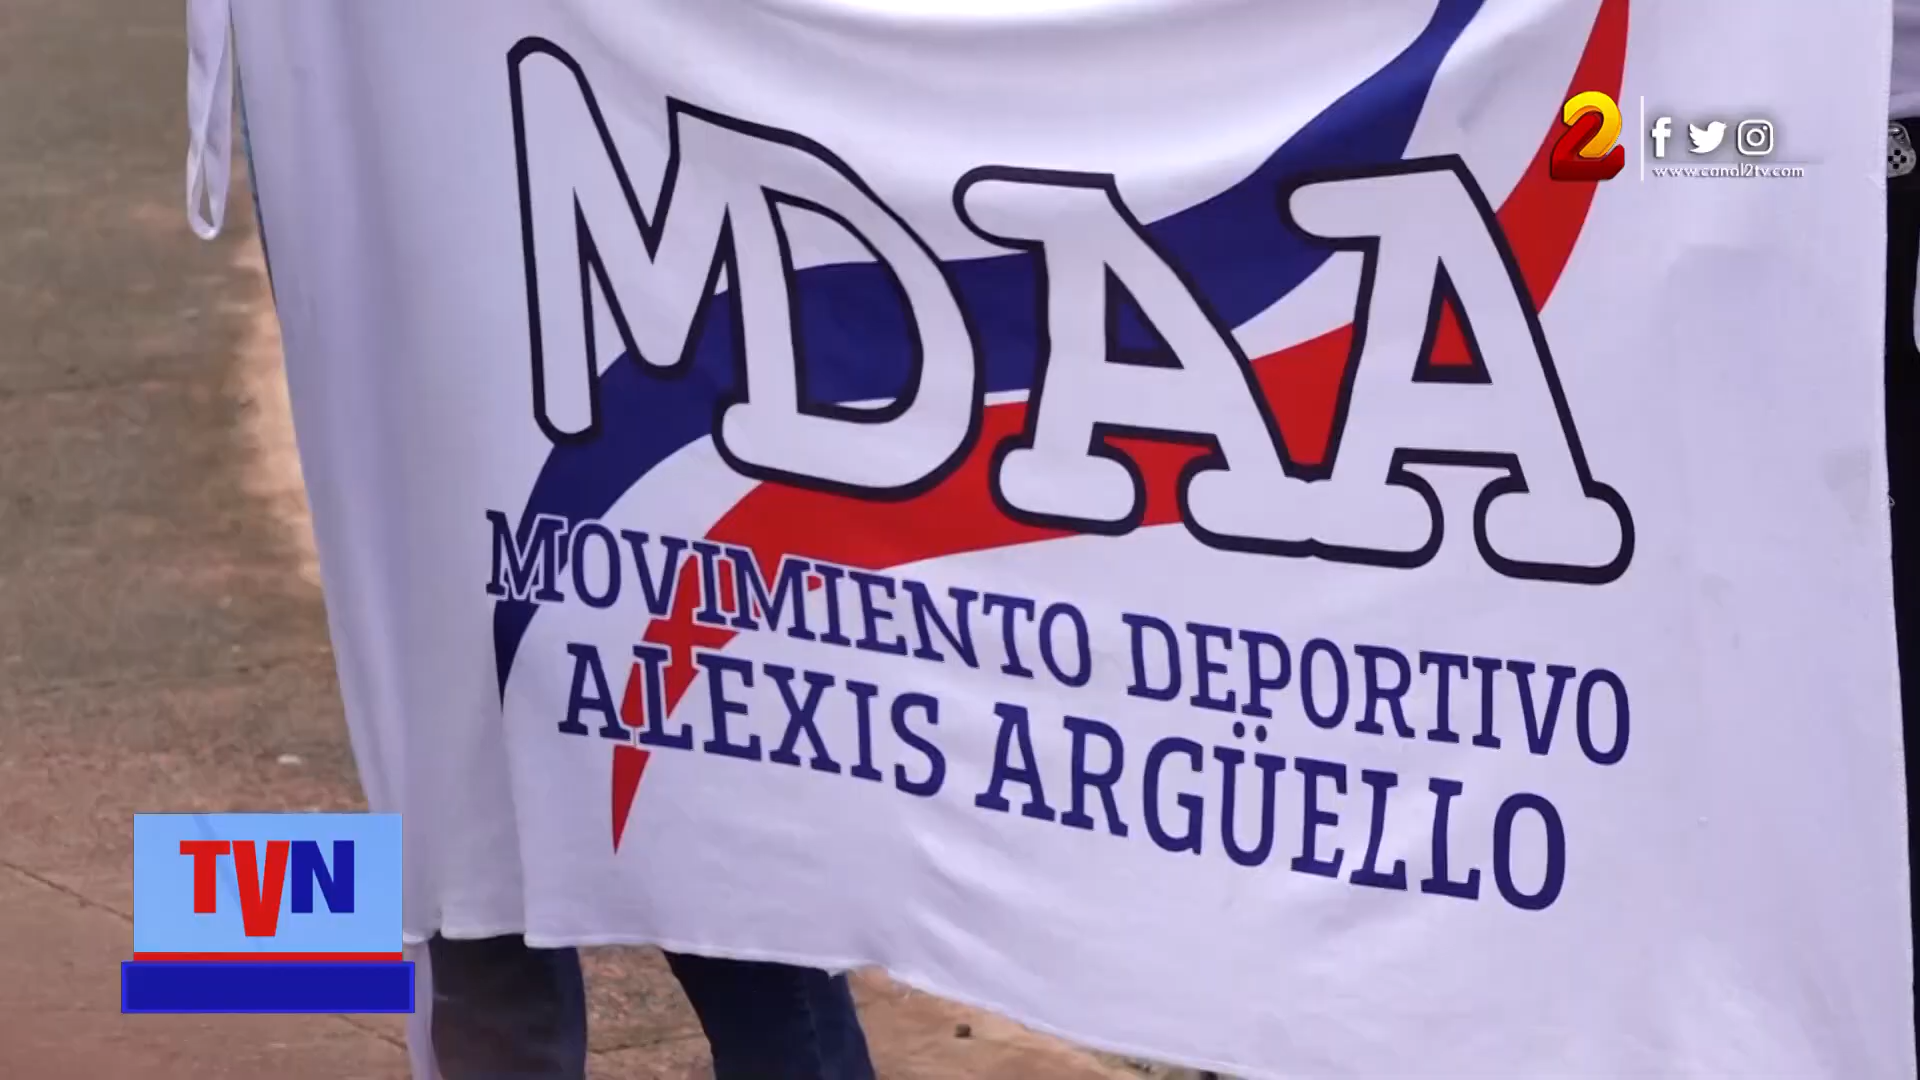 MDAA
2
www.canal2tv.com
MOVIMIENTO DEPORTIVO
ALEXIS ARGÜELLO
TVN